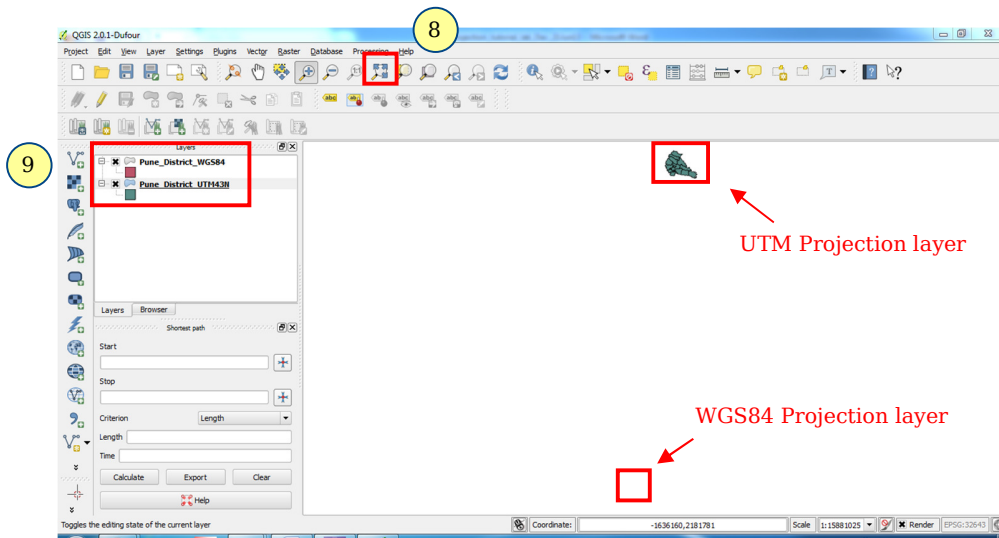 8
QGIS 2.0.1-Dufour
Project Edit View Layer Settings Plugins Vector Raster Database Processing Help
abc
Layers
9
Pune_District_WGS84
Pune_District_UTM43N
UTM Projection layer
Layers Browser
Shortest path
Start
Stop
Criterion Length
Length
Time
Calculate Export Clear
Help
WGS84 Projection layer
Toggles the editing state of the current layer Coordinate: -1636160,2181781 Scale 1:15881025 Render EPSG:32643